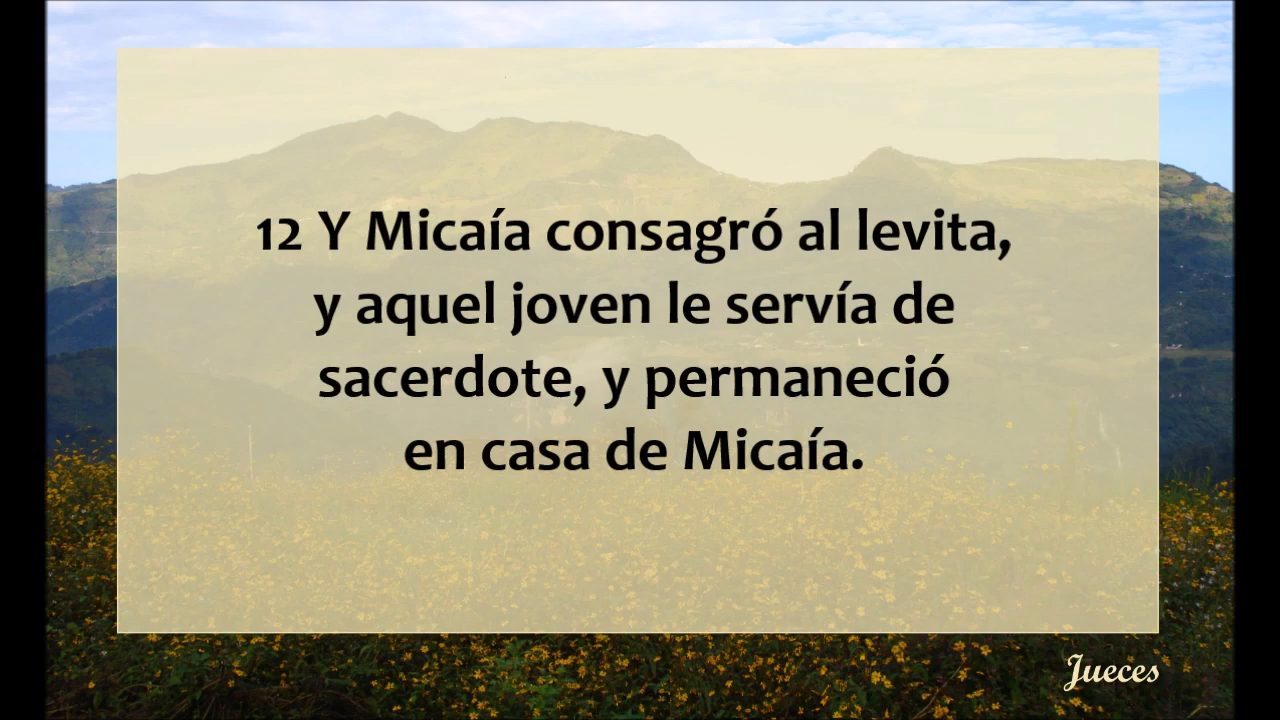 12 Y Micaía consagró al levita,
y aquel joven le servía de
sacerdote, y permaneció
en casa de Micaía.
Jueces